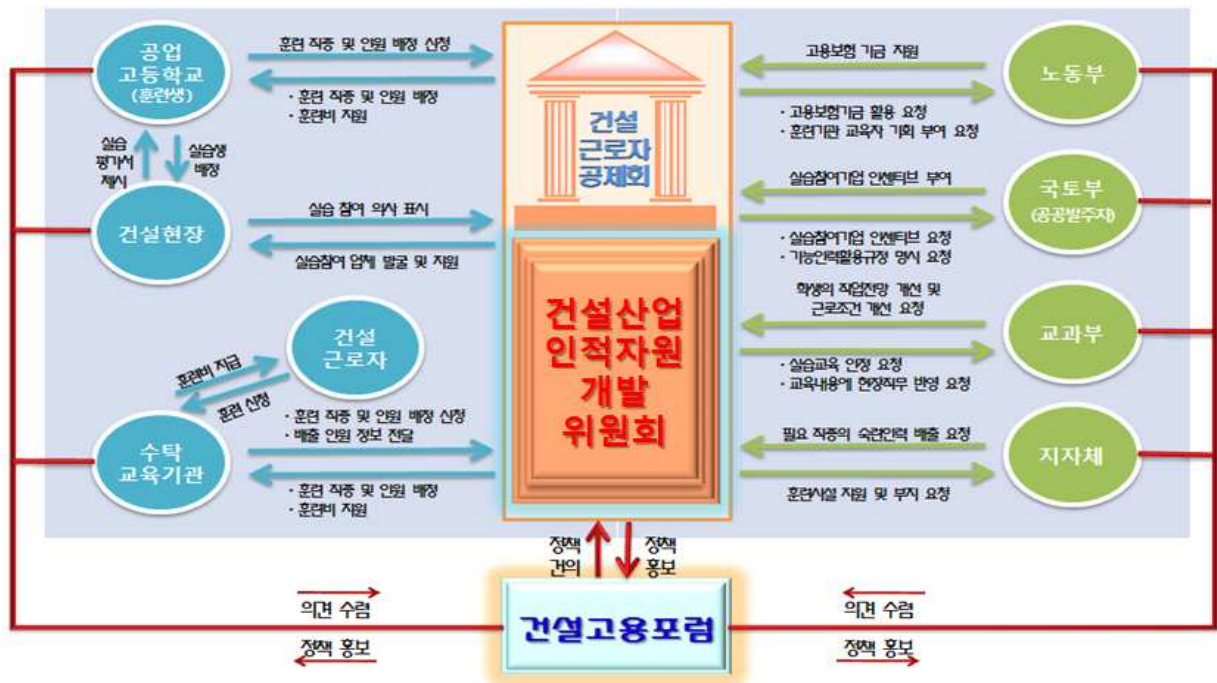 공업
고등학교
(훈련생)
훈련 직종 및 인원 배정 신청
· 훈련 직종 및 인원 배정
· 훈련비 지원
실습
평가서
제시
실습생
배정
건설현장
실습 참여 의사 표시
실습참여 업체 발굴 및 지원
건설
근로자
훈련비 지급
훈련 신청
· 훈련 직종 및 인원 배정 신청
· 배출 인원 정보 전달
수탁
교육기관
· 훈련 직종 및 인원 배정
· 훈련비 지원
건설
근로자
공제회
건설산업
인적자원
개발
위원회
고용보험 기금 지원
노동부
· 고용보험기금 활용 요청
· 훈련기관 교육자 기회 부여 요청
실습참여기업 인센티브 부여
국토부
(공공발주자)
· 실습참여기업 인센티브 요청
· 기능인력활용규정 명시 요청
학생의 직업전망 개선 및
근로조건 개선 요청
교과부
· 실습교육 인정 요청
· 교육내용에 현장직무 반영 요청
필요 직종의 숙련인력 배출 요청
지자체
훈련시설 지원 및 부지 요청
정책
건의
정책
홍보
의견 수렴
정책 홍보
건설고용포럼
의견 수렴
정책 홍보